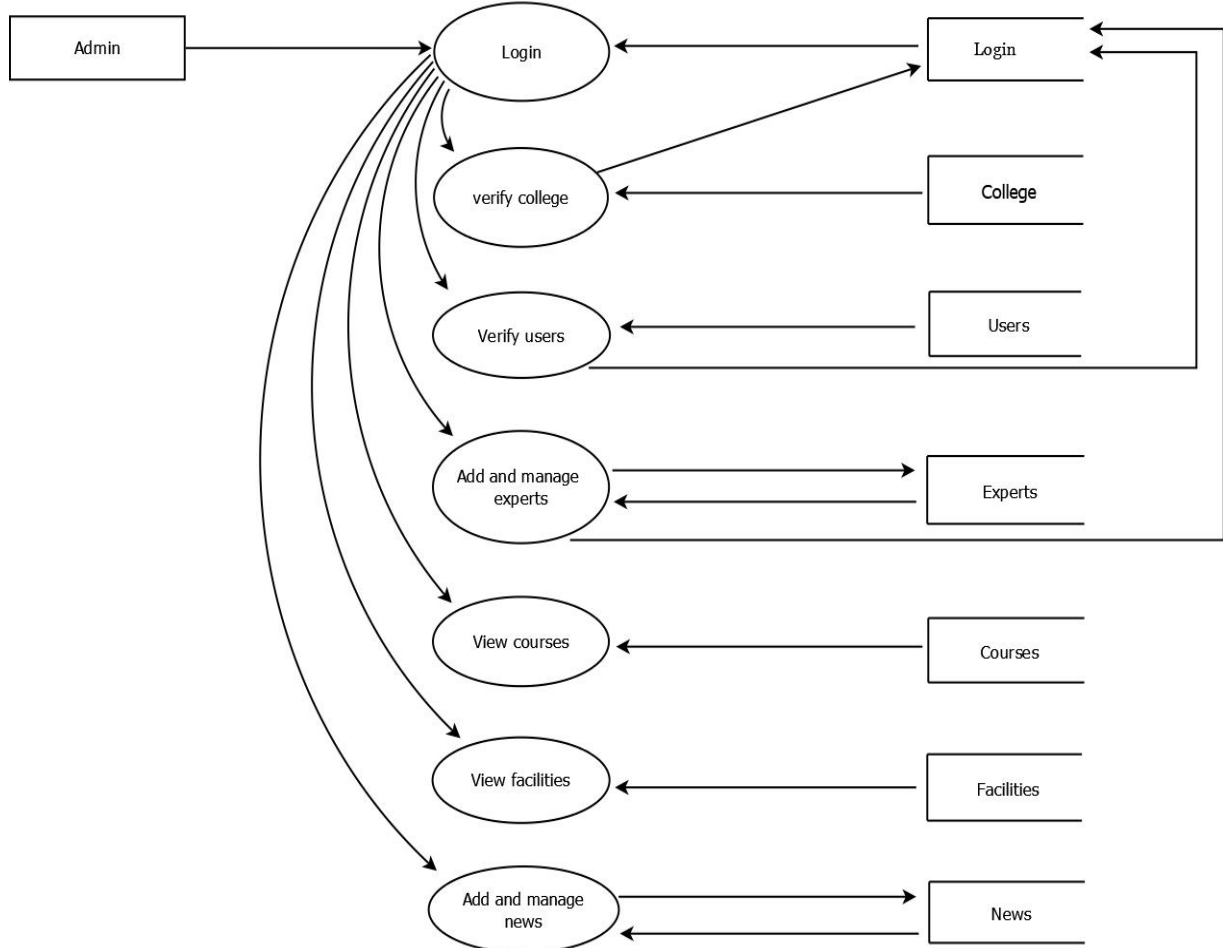 Admin
Login
Login
verify college
College
Verify users
Users
Add and manage
experts
Experts
View courses
Courses
View facilities
Facilities
Add and manage
news
News